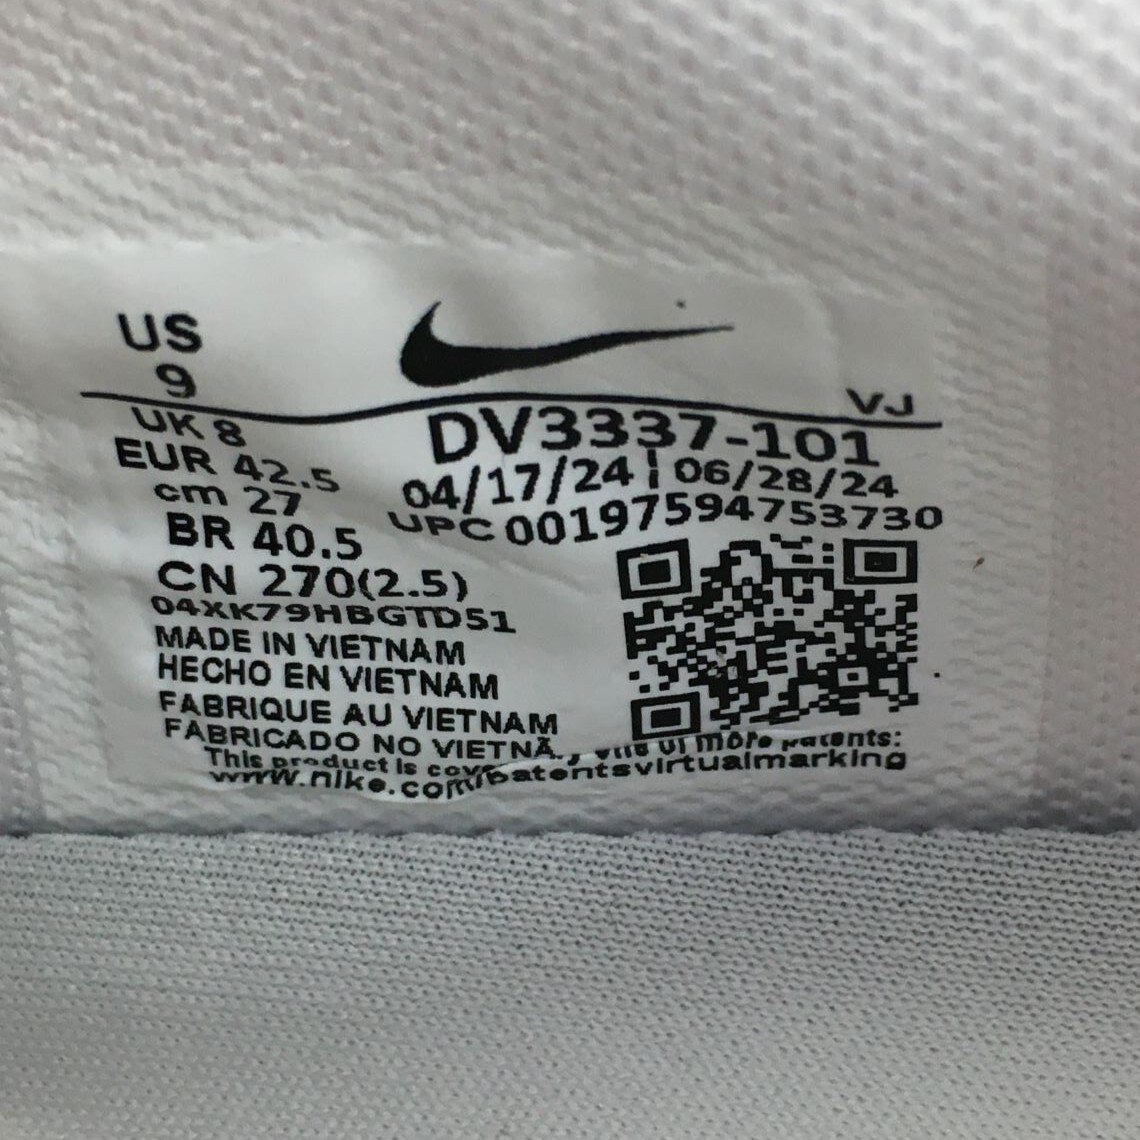 US
9
VJ
UK 8
DV3337-101
EUR 42.5
04/17/24 | 06/28/24
cm 27
UPC 00197594753730
BR 40.5
CN 270(2.5)
04XK79HBGTD51
MADE IN VIETNAM
HECHO EN VIETNAM
FABRIQUE AU VIETNAM
FABRICADO NO VIETNÃ
This product is more patents:
www.nike.com/patentsvirtualmarking